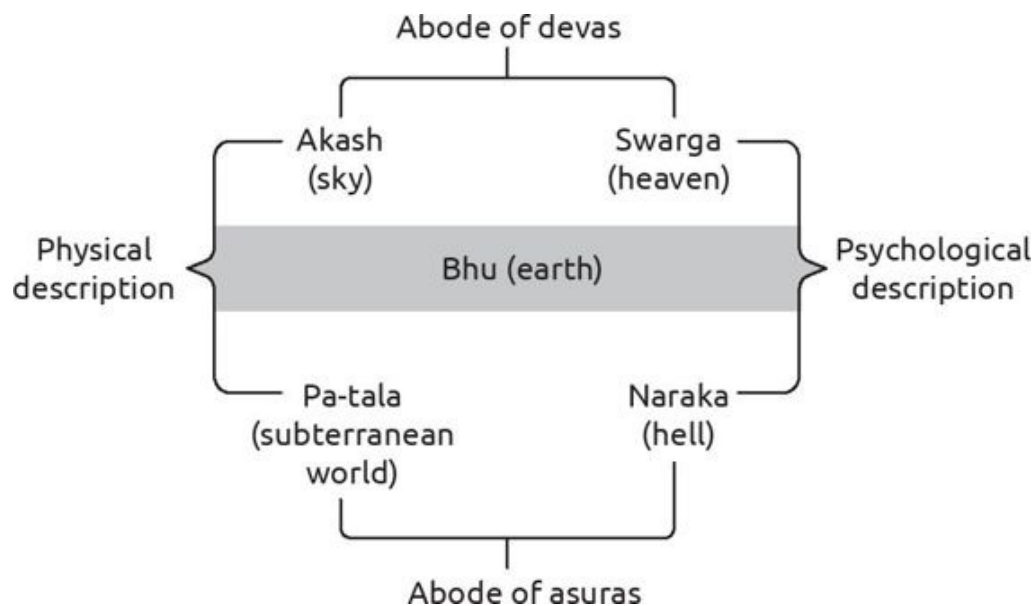 Abode of devas
Akash
(sky)
Swarga
(heaven)
Physical
description
Bhu (earth)
Psychological
description
Pa-tala
(subterranean
world)
Naraka
(hell)
Abode of asuras